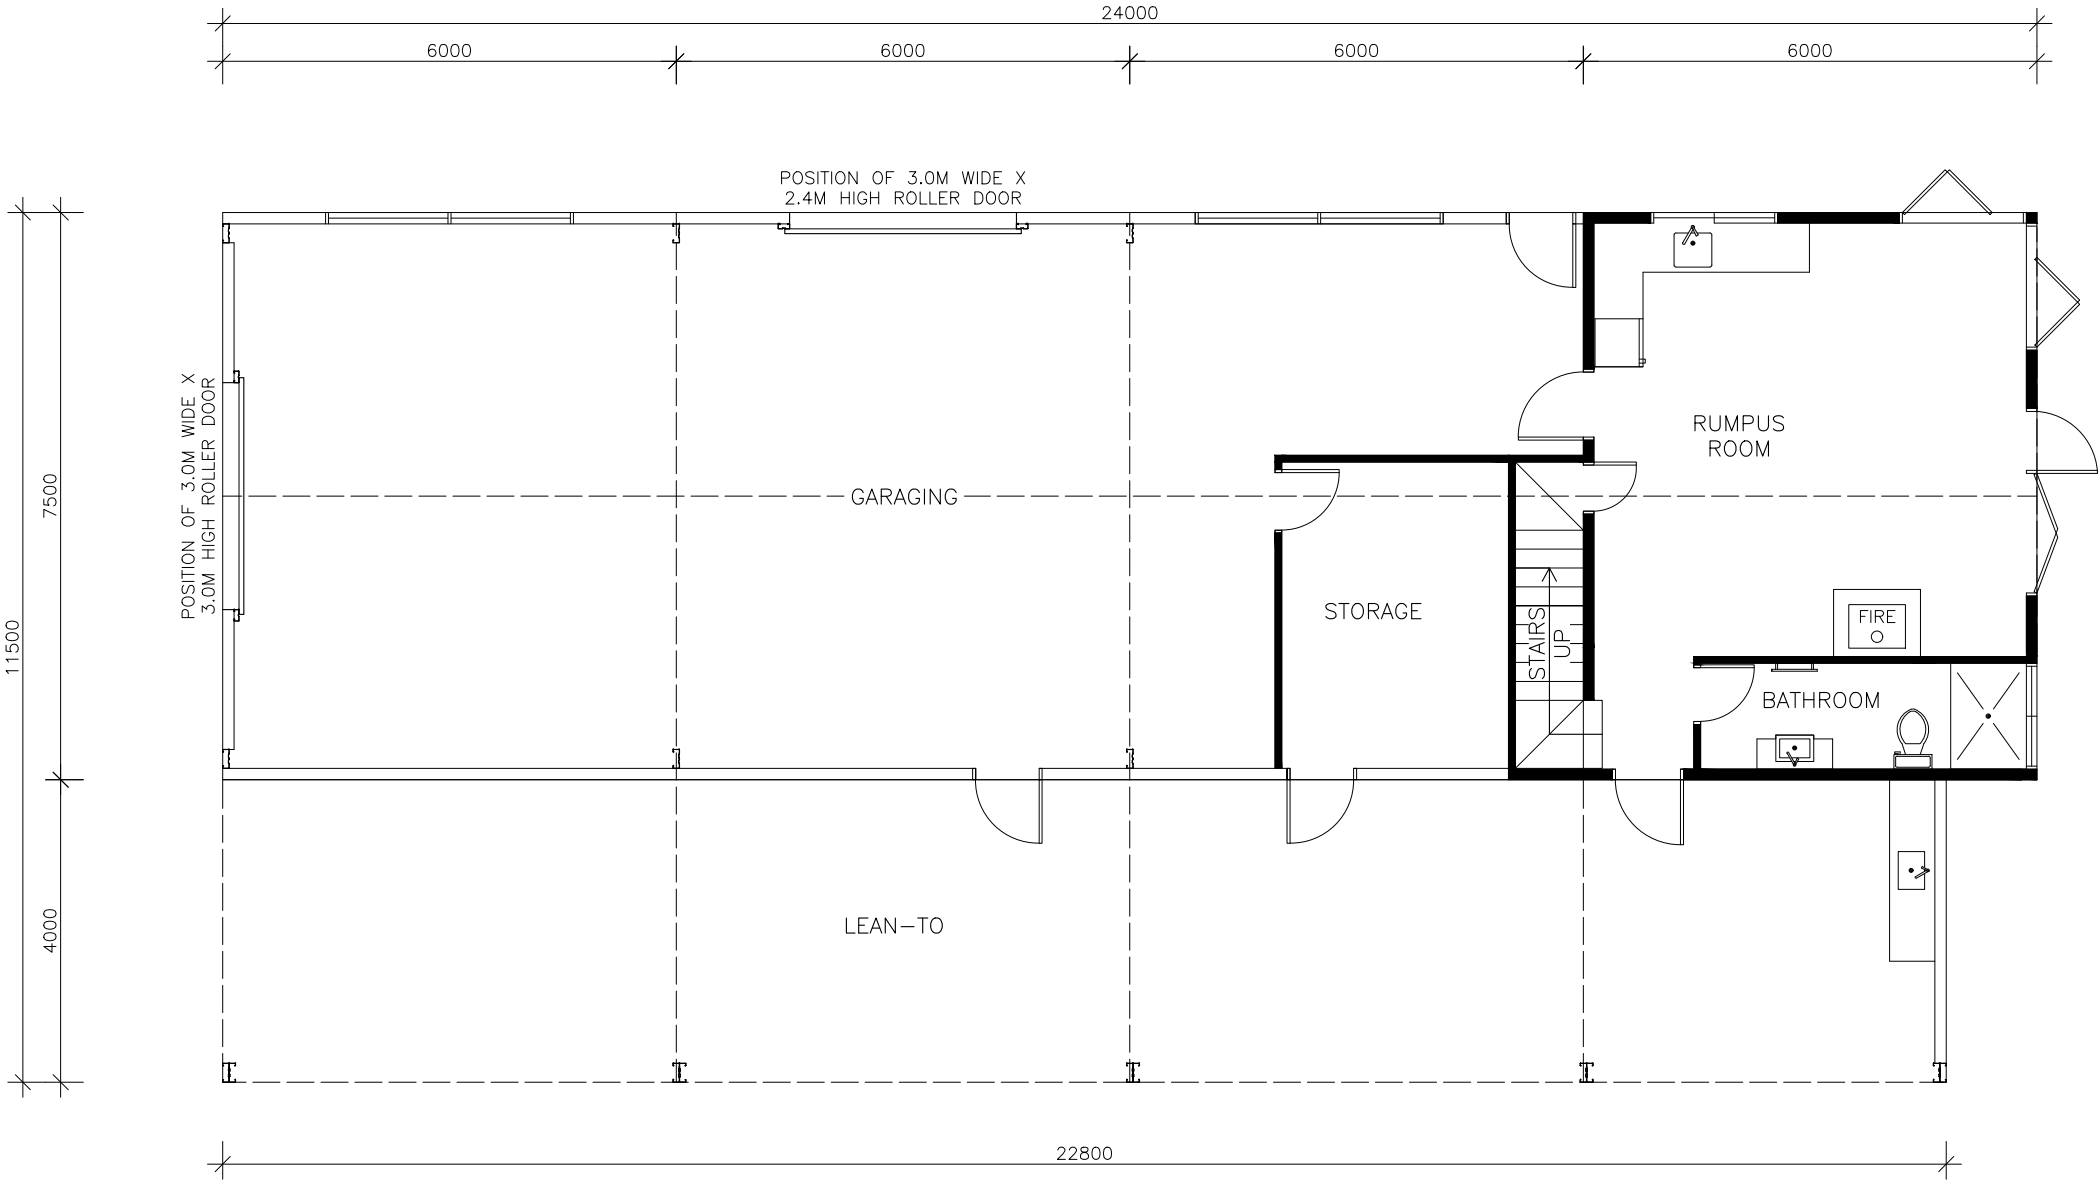 24000
6000
6000
6000
6000
POSITION OF 3.0M WIDE X
2.4M HIGH ROLLER DOOR
POSITION OF 3.0M WIDE X
3.0M HIGH ROLLER DOOR
11500
7500
4000
RUMPUS
ROOM
GARAGING
STORAGE
STAIRS
UP
FIRE
BATHROOM
LEAN-TO
22800